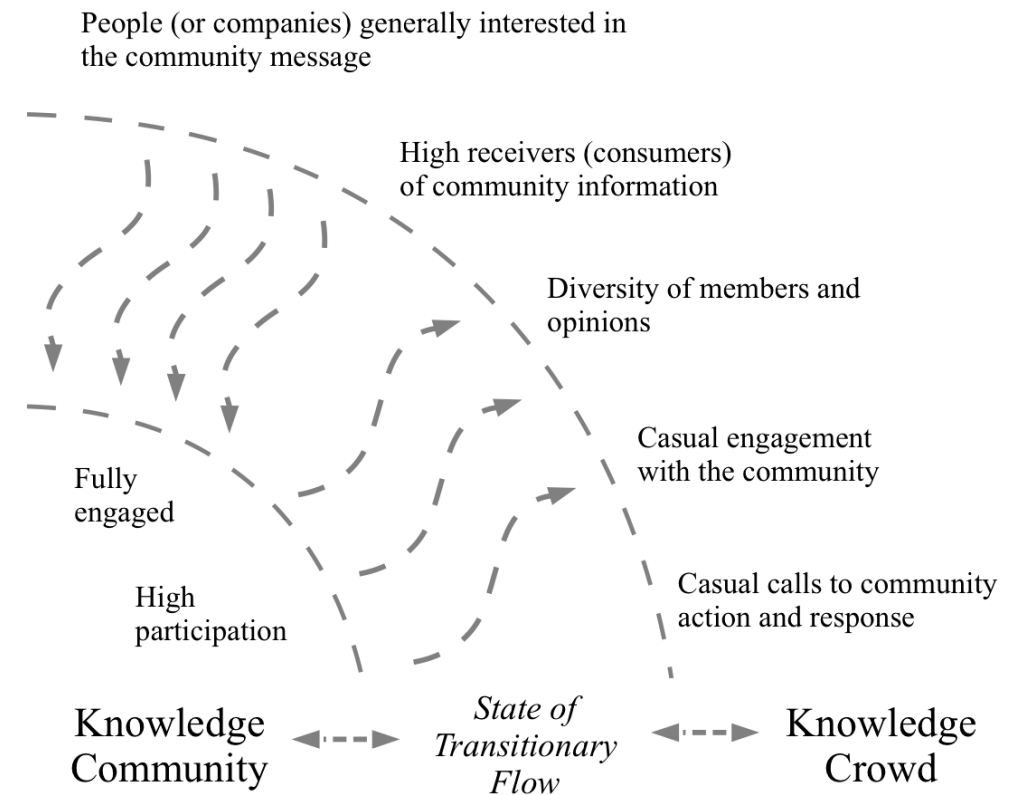 People (or companies) generally interested in
the community message
High receivers (consumers)
of community information
Diversity of members and
opinions
Casual engagement
with the community
Fully
engaged
Casual calls to community
action and response
High
participation
Knowledge
Community
State of
Transitionary
Flow
Knowledge
Crowd